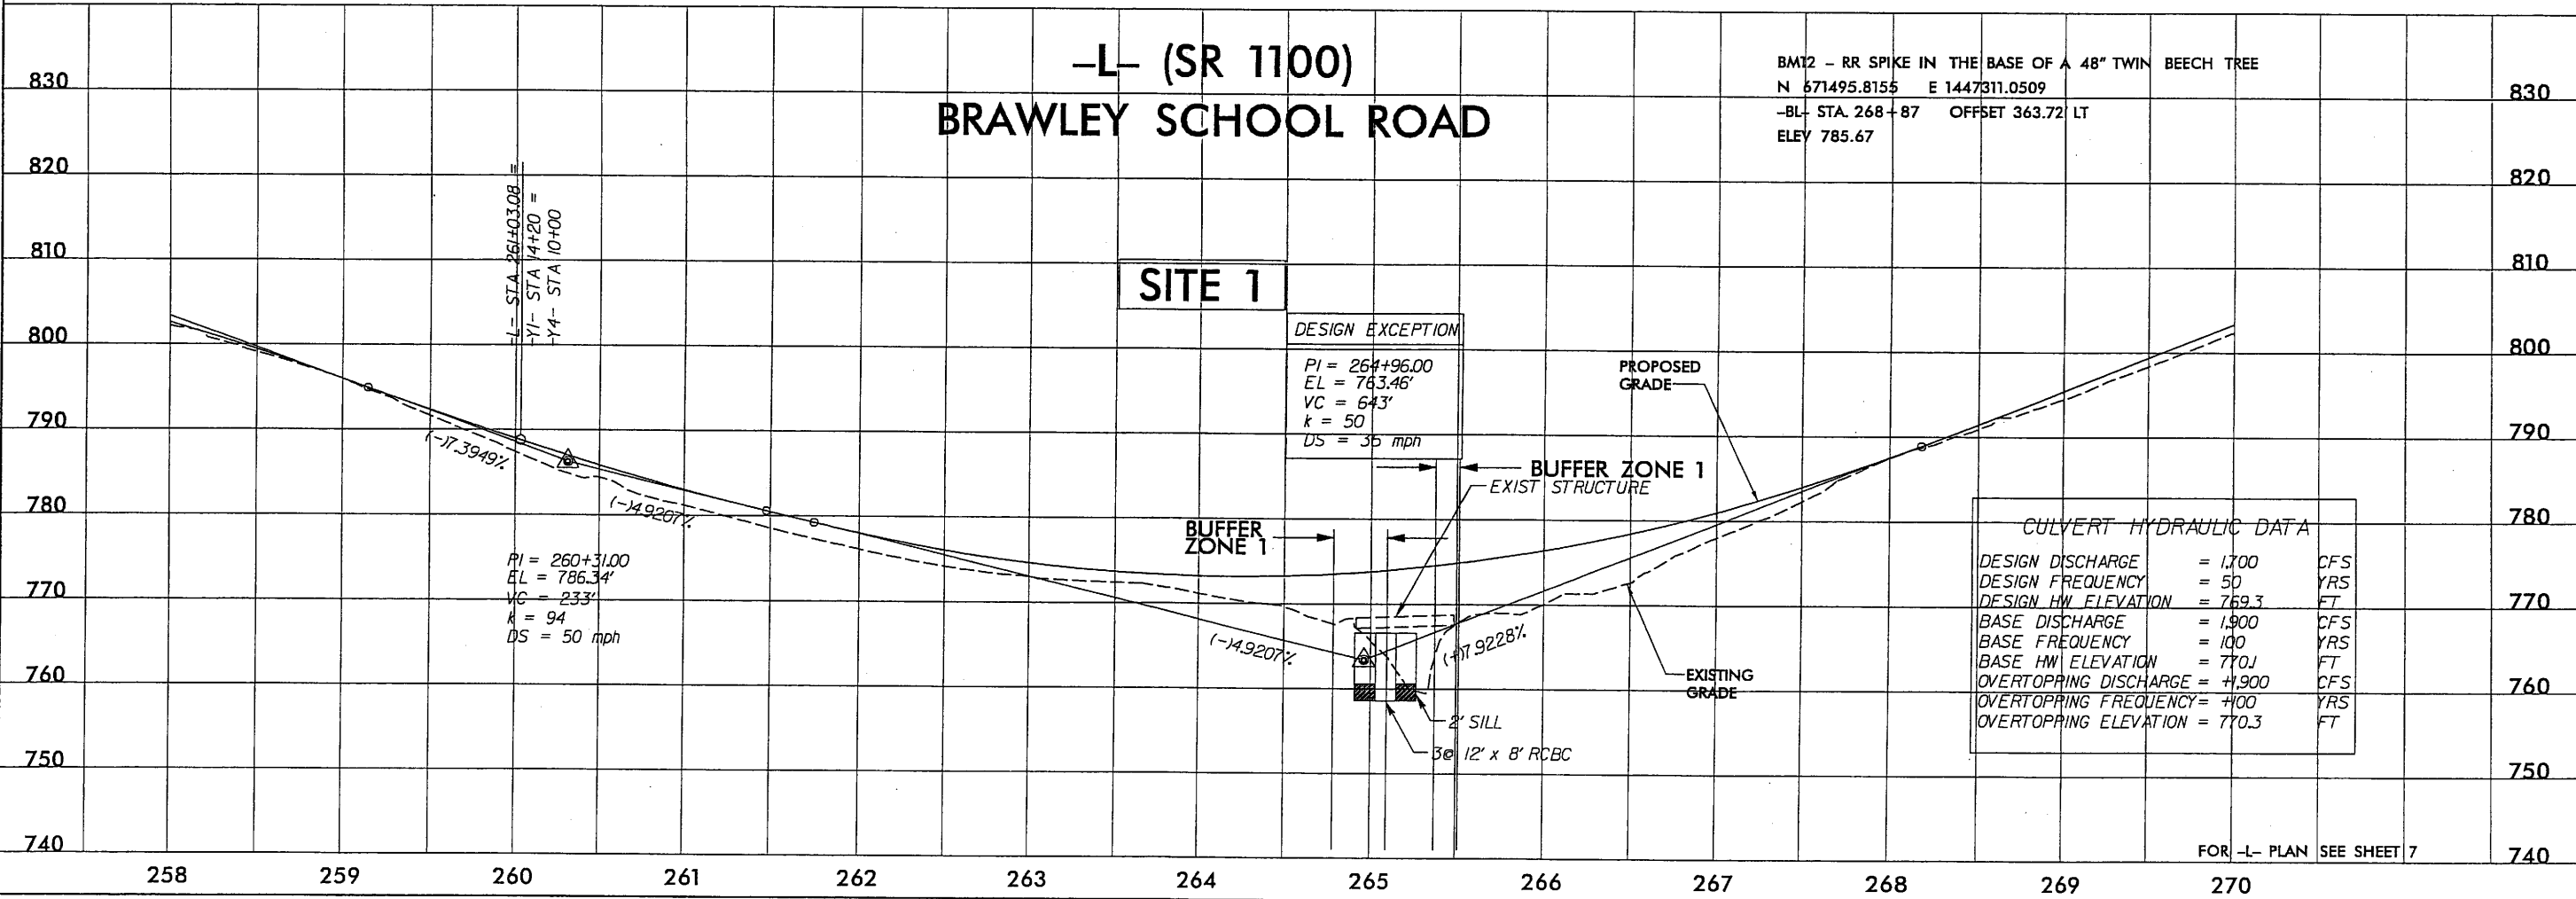 -L- (SR 1100)
BRAWLEY SCHOOL ROAD
BM12 - RR SPIKE IN THE BASE OF A 48" TWIN BEECH TREE
N 671495.8155 E 1447311.0509
-BL- STA. 268+87 OFFSET 363.72' LT
ELEV 785.67
830
830
820
820
810
810
800
800
790
790
780
780
770
770
760
760
750
750
740
740
-L- STA 261+03.08 =
-Y1- STA 14+20 =
-Y4- STA 10+00
SITE 1
DESIGN EXCEPTION
PI = 264+96.00
EL = 763.46'
VC = 643'
k = 50
DS = 35 mph
PROPOSED
GRADE
(-)7.3949%
(-)4.9207%
BUFFER ZONE 1
EXIST STRUCTURE
BUFFER
ZONE 1
PI = 260+31.00
EL = 786.34'
VC = 233'
k = 94
DS = 50 mph
(-)4.9207%
(+)7.9228%
EXISTING
GRADE
2' SILL
3@ 12' x 8' RCBC
CULVERT HYDRAULIC DATA
DESIGN DISCHARGE = 1,700 CFS
DESIGN FREQUENCY = 50 YRS
DESIGN HW ELEVATION = 769.3 FT
BASE DISCHARGE = 1,900 CFS
BASE FREQUENCY = 100 YRS
BASE HW ELEVATION = 770.1 FT
OVERTOPPING DISCHARGE = +1,900 CFS
OVERTOPPING FREQUENCY = +100 YRS
OVERTOPPING ELEVATION = 770.3 FT
FOR -L- PLAN SEE SHEET 7
258 259 260 261 262 263 264 265 266 267 268 269 270